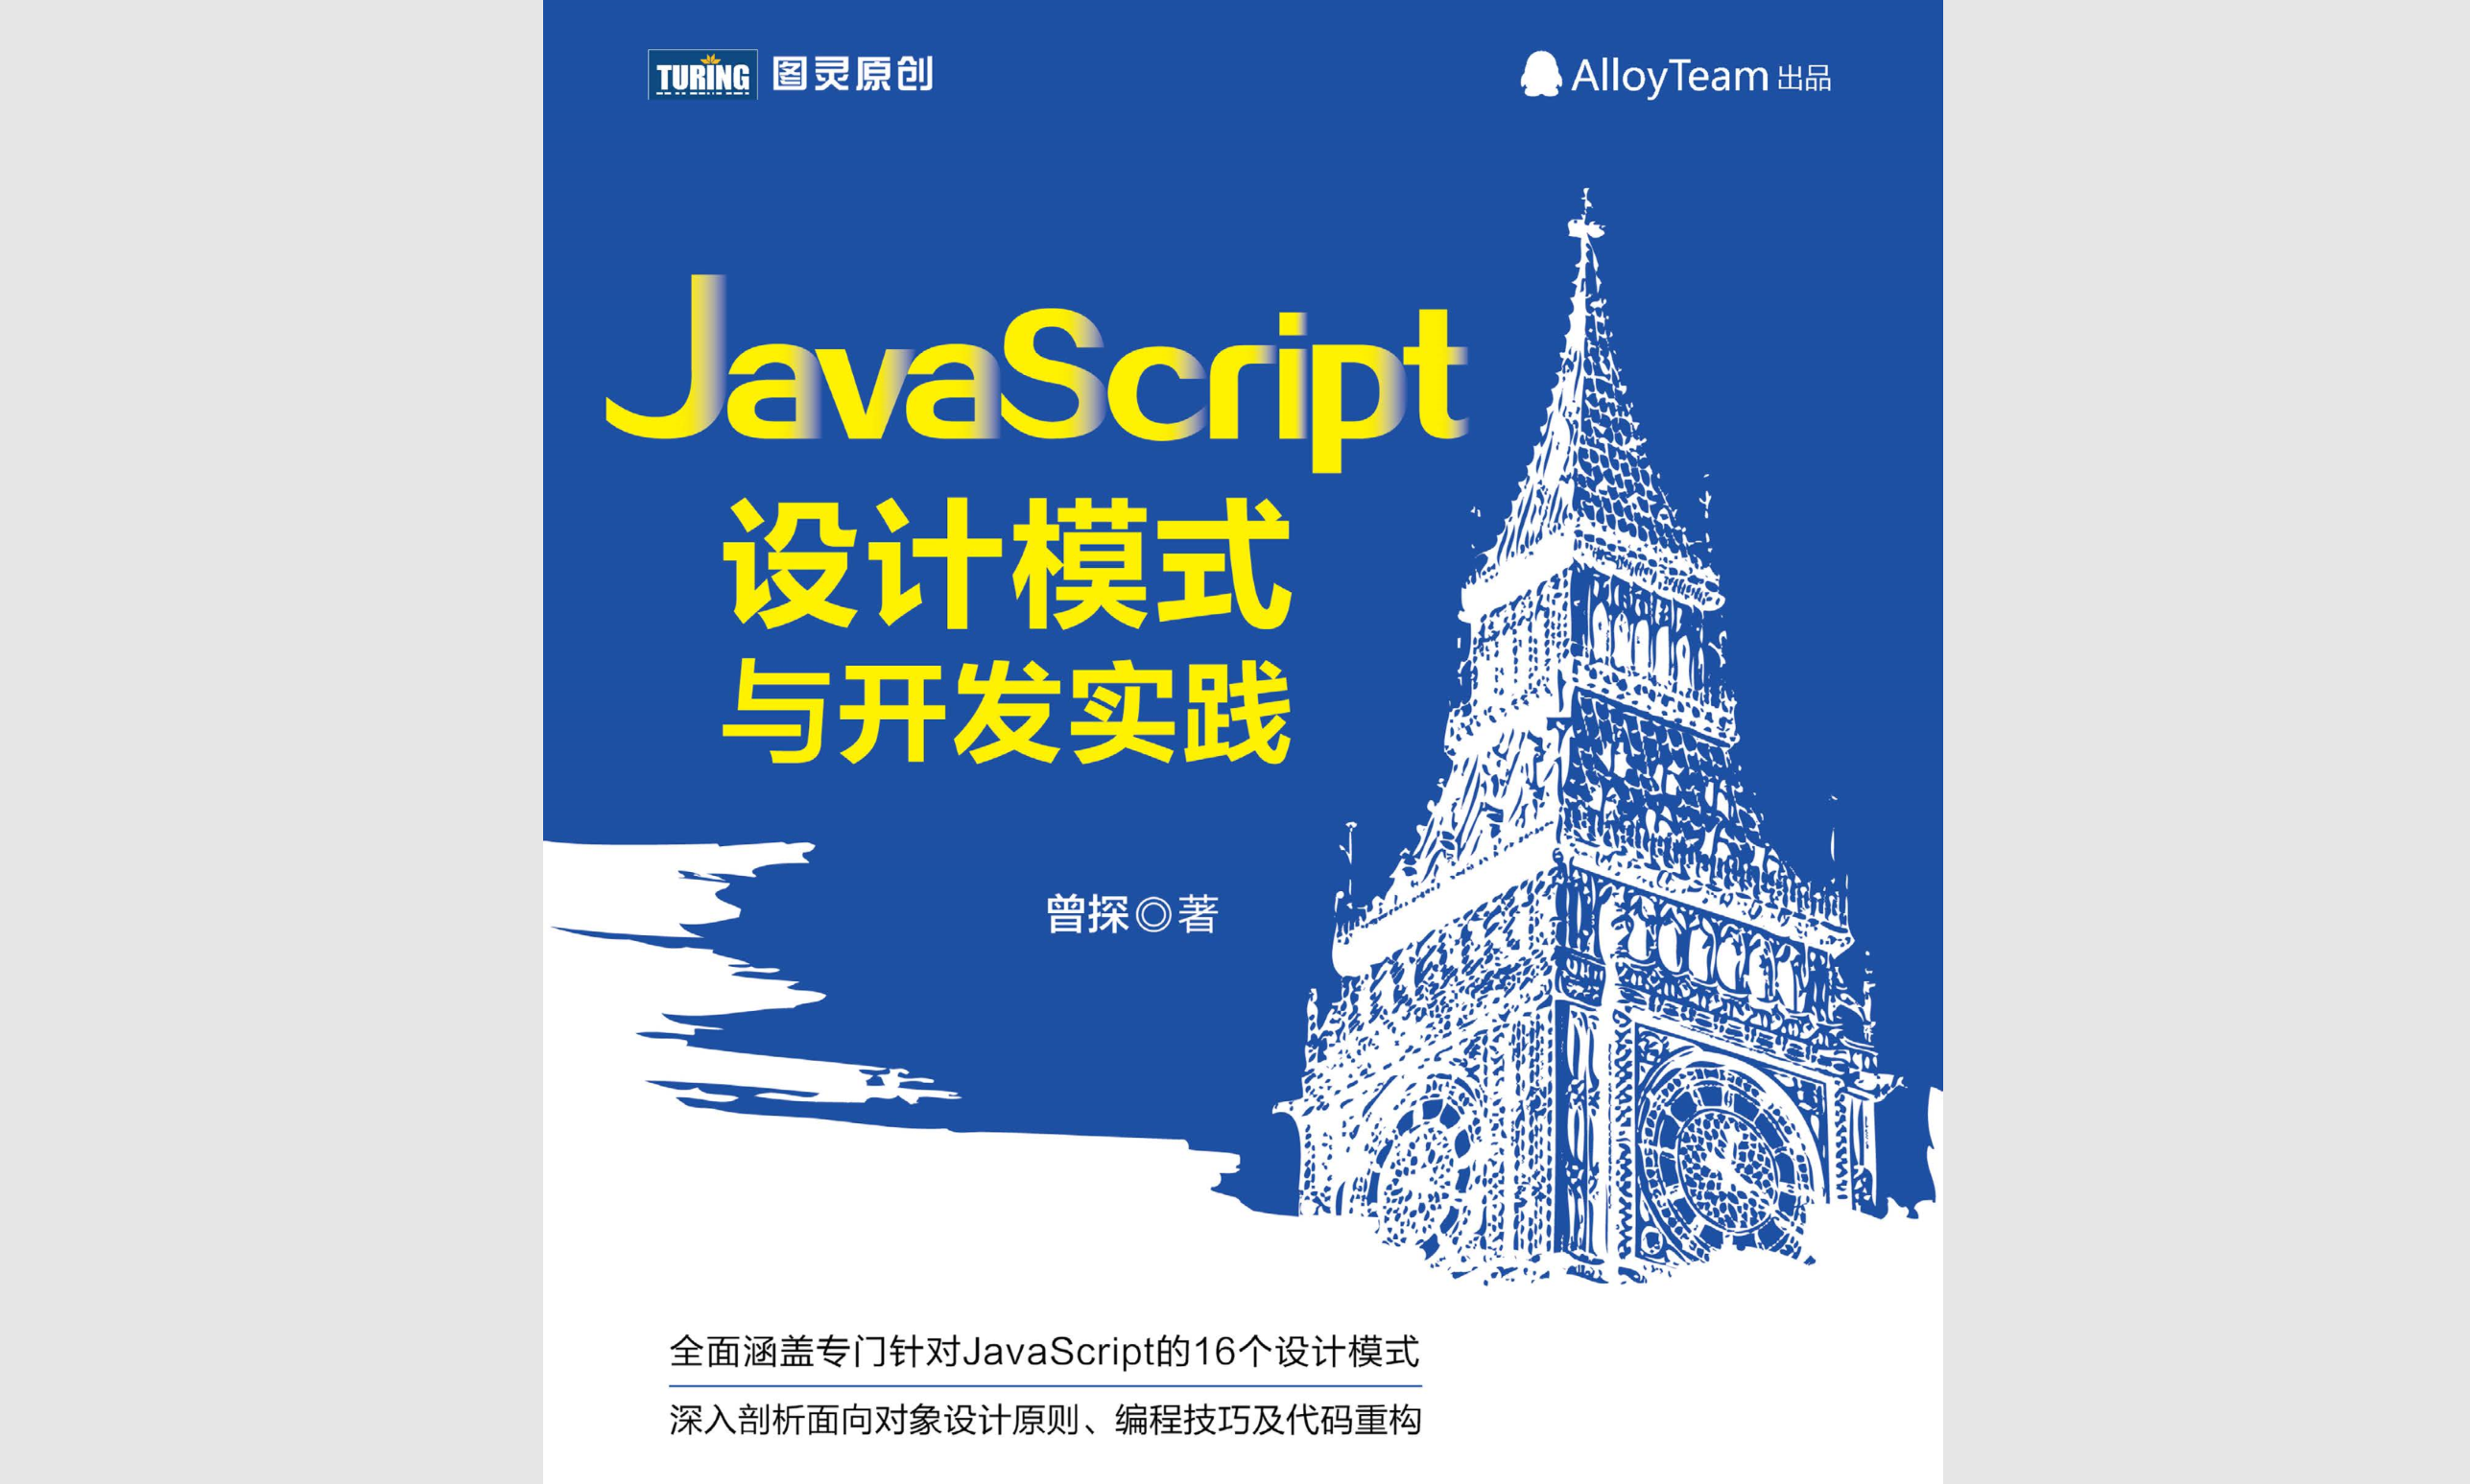 TURING 图灵原创
AlloyTeam 出品
JavaScript
设计模式
与开发实践
曾探◎著
全面涵盖专门针对JavaScript的16个设计模式
深入剖析面向对象设计原则、编程技巧及代码重构